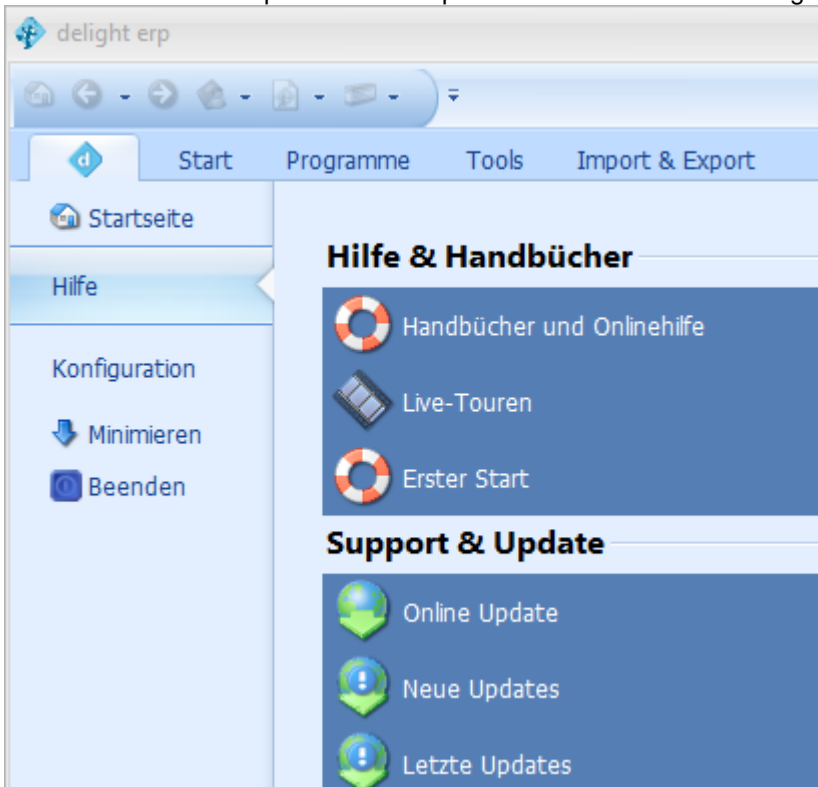 delight erp
Start Programme Tools Import & Export
Startseite
Hilfe
Konfiguration
Minimieren
Beenden
Hilfe & Handbücher
Handbücher und Onlinehilfe
Live-Touren
Erster Start
Support & Update
Online Update
Neue Updates
Letzte Updates